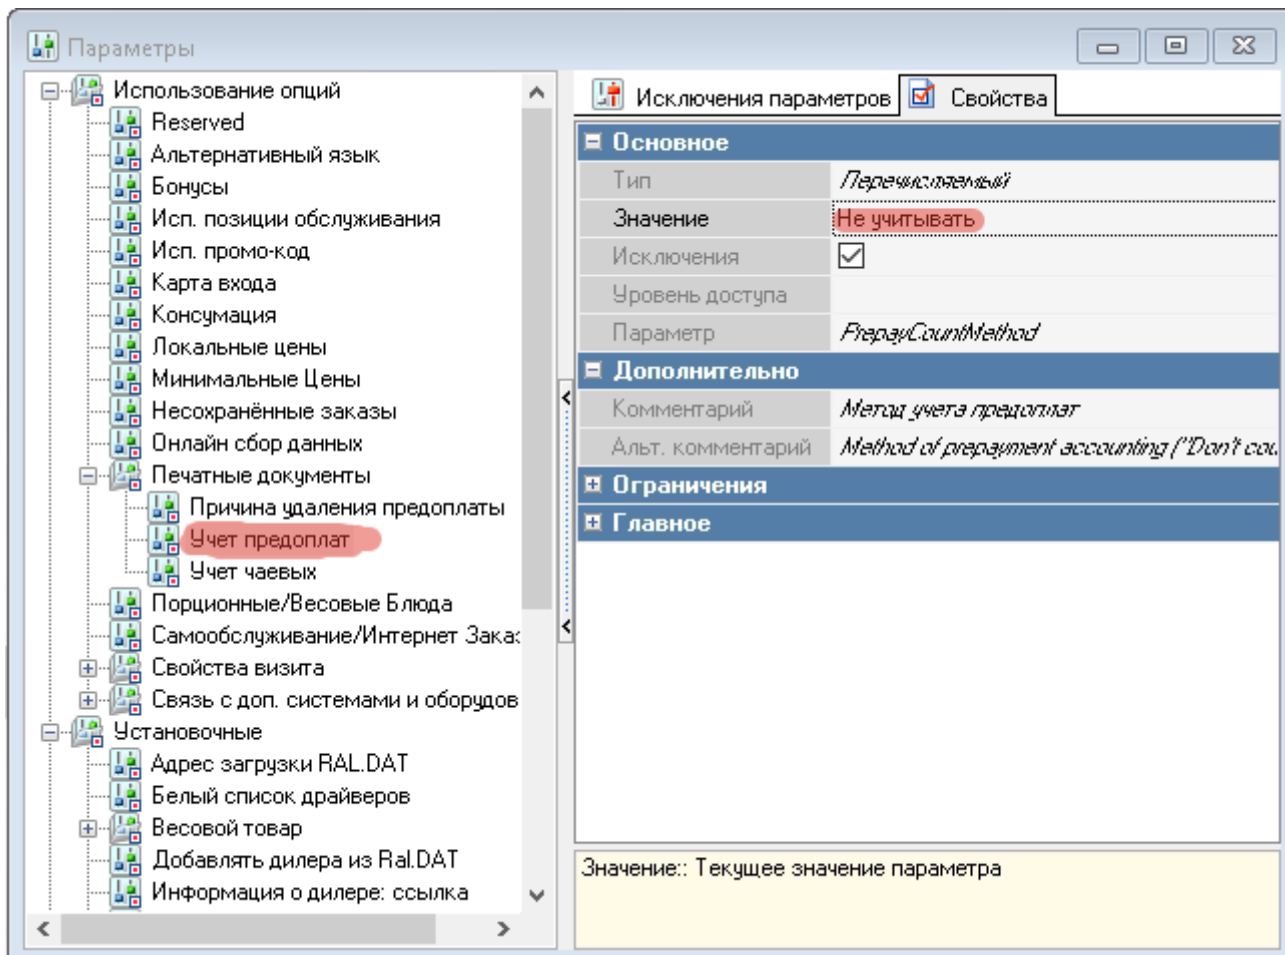 Параметры
Использование опций
Reserved
Альтернативный язык
Бонусы
Исп. позиции обслуживания
Исп. промо-код
Карта входа
Консумация
Локальные цены
Минимальные Цены
Несохранённые заказы
Онлайн сбор данных
Печатные документы
Причина удаления предоплаты
Учет предоплат
Учет чаевых
Порционные/Весовые Блюда
Самообслуживание/Интернет Заказ
Свойства визита
Связь с доп. системами и оборудов
Установочные
Адрес загрузки RAL.DAT
Белый список драйверов
Весовой товар
Добавлять дилера из Ral.DAT
Информация о дилере: ссылка
Исключения параметров Свойства
Основное
Тип Перечисляемый
Значение Не учитывать
Исключения
Уровень доступа
Параметр PrepayCountMethod
Дополнительно
Комментарий Метод учета предоплат
Альт. комментарий Method of prepayment accounting ("Don't cou
Ограничения
Главное
Значение:: Текущее значение параметра